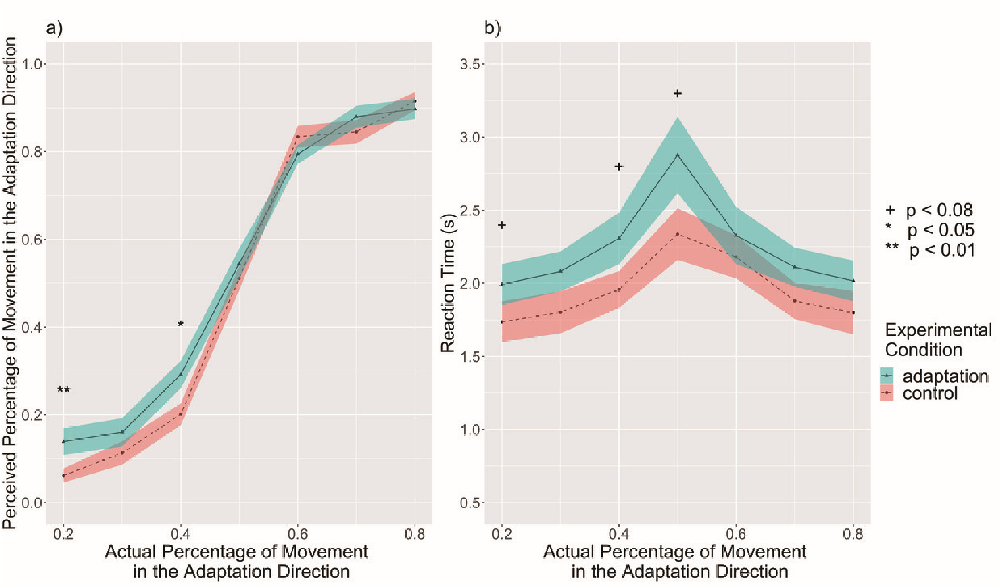 a)
Perceived Percentage of Movement in the Adaptation Direction
1.0
0.8
0.6
0.4
0.2
0.0
**
*
0.2 0.4 0.6 0.8
Actual Percentage of Movement
in the Adaptation Direction
b)
Reaction Time (s)
3.5
3.0
2.5
2.0
1.5
1.0
0.5
+
+
+
0.2 0.4 0.6 0.8
Actual Percentage of Movement
in the Adaptation Direction
+ p < 0.08
* p < 0.05
** p < 0.01
Experimental
Condition
adaptation
control